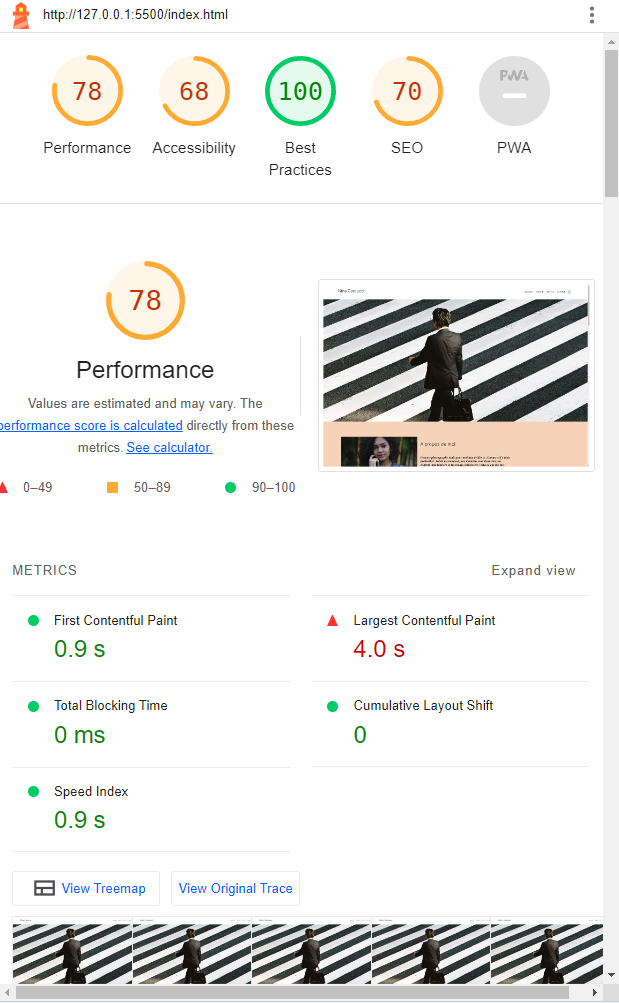 http://127.0.0.1:5500/index.html
78
68
100
70
PWA
Performance
Accessibility
Best
Practices
SEO
PWA
78
Performance
Values are estimated and may vary. The
performance score is calculated directly from these
metrics. See calculator.
0–49
50–89
90–100
A propos de moi
METRICS
Expand view
First Contentful Paint
0.9 s
Largest Contentful Paint
4.0 s
Total Blocking Time
0 ms
Cumulative Layout Shift
0
Speed Index
0.9 s
View Treemap
View Original Trace